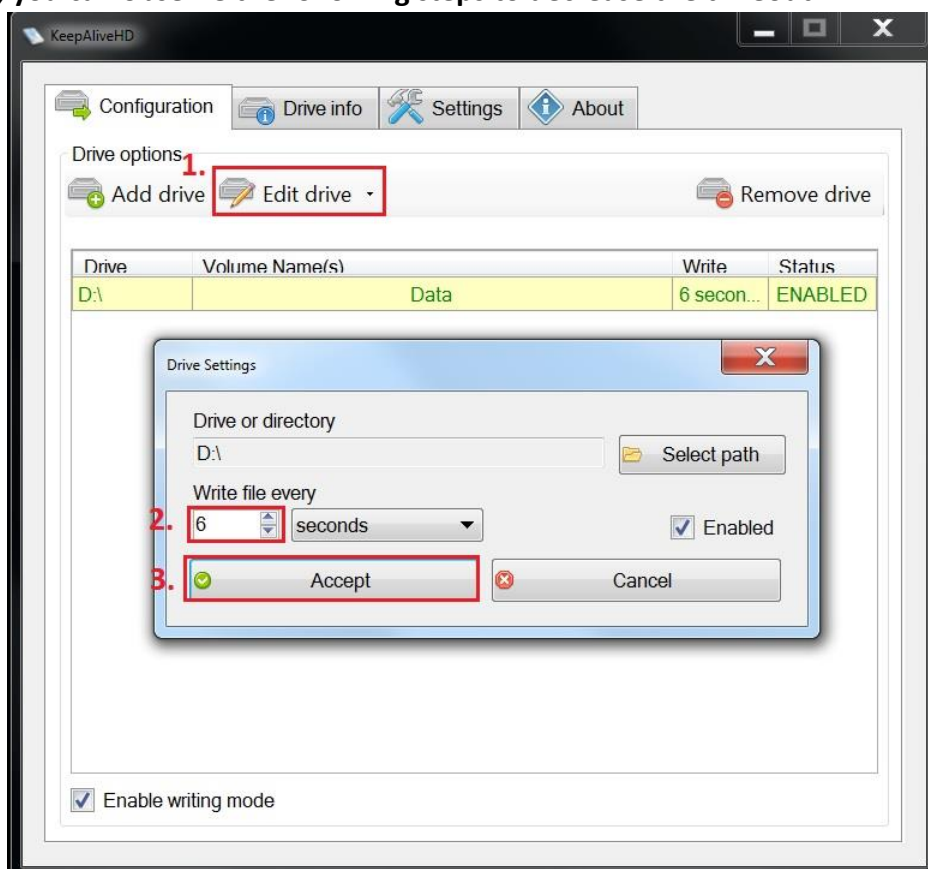 KeepAliveHD
Configuration Drive info Settings About
Drive options
1.
Add drive Edit drive Remove drive
Drive Volume Name(s) Write Status
D:\ Data 6 secon... ENABLED
Drive Settings
Drive or directory
D:\ Select path
Write file every
2. 6 seconds Enabled
3. Accept Cancel
Enable writing mode